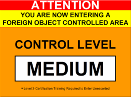 ATTENTION
YOU ARE NOW ENTERING A
FOREIGN OBJECT CONTROLLED AREA
CONTROL LEVEL
MEDIUM